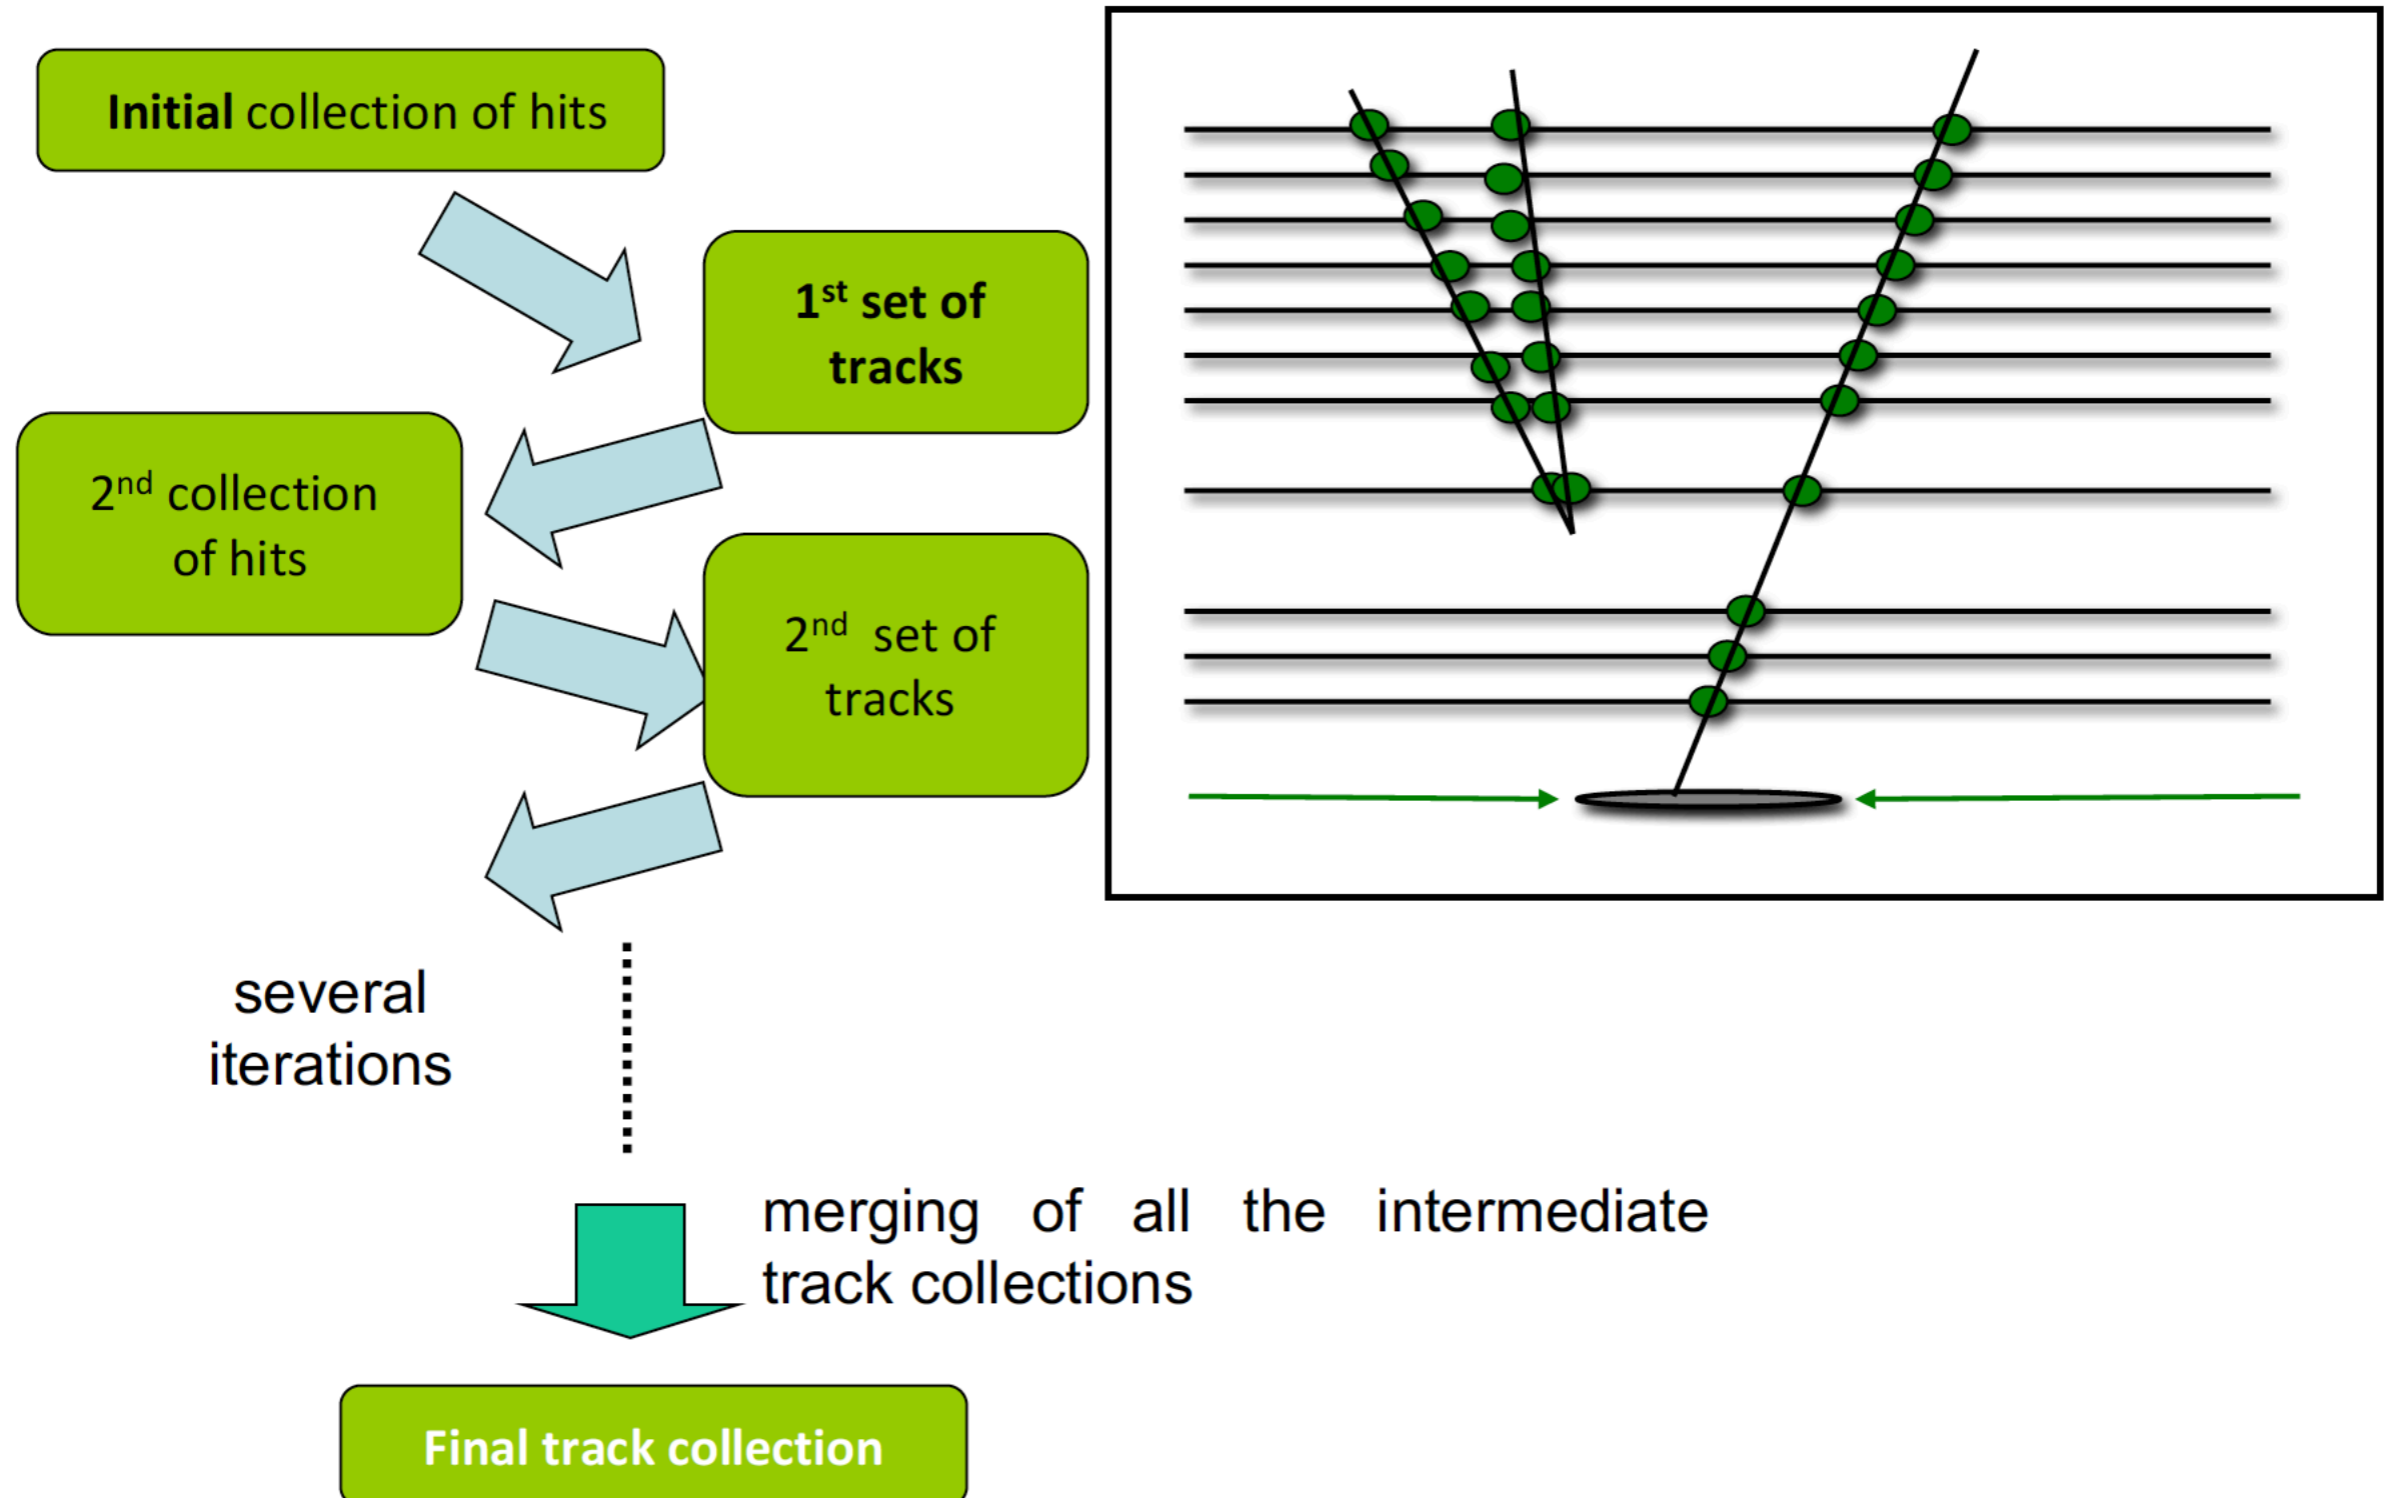 Initial collection of hits
1st set of
tracks
2nd collection
of hits
2nd set of
tracks
several
iterations
merging of all the intermediate
track collections
Final track collection